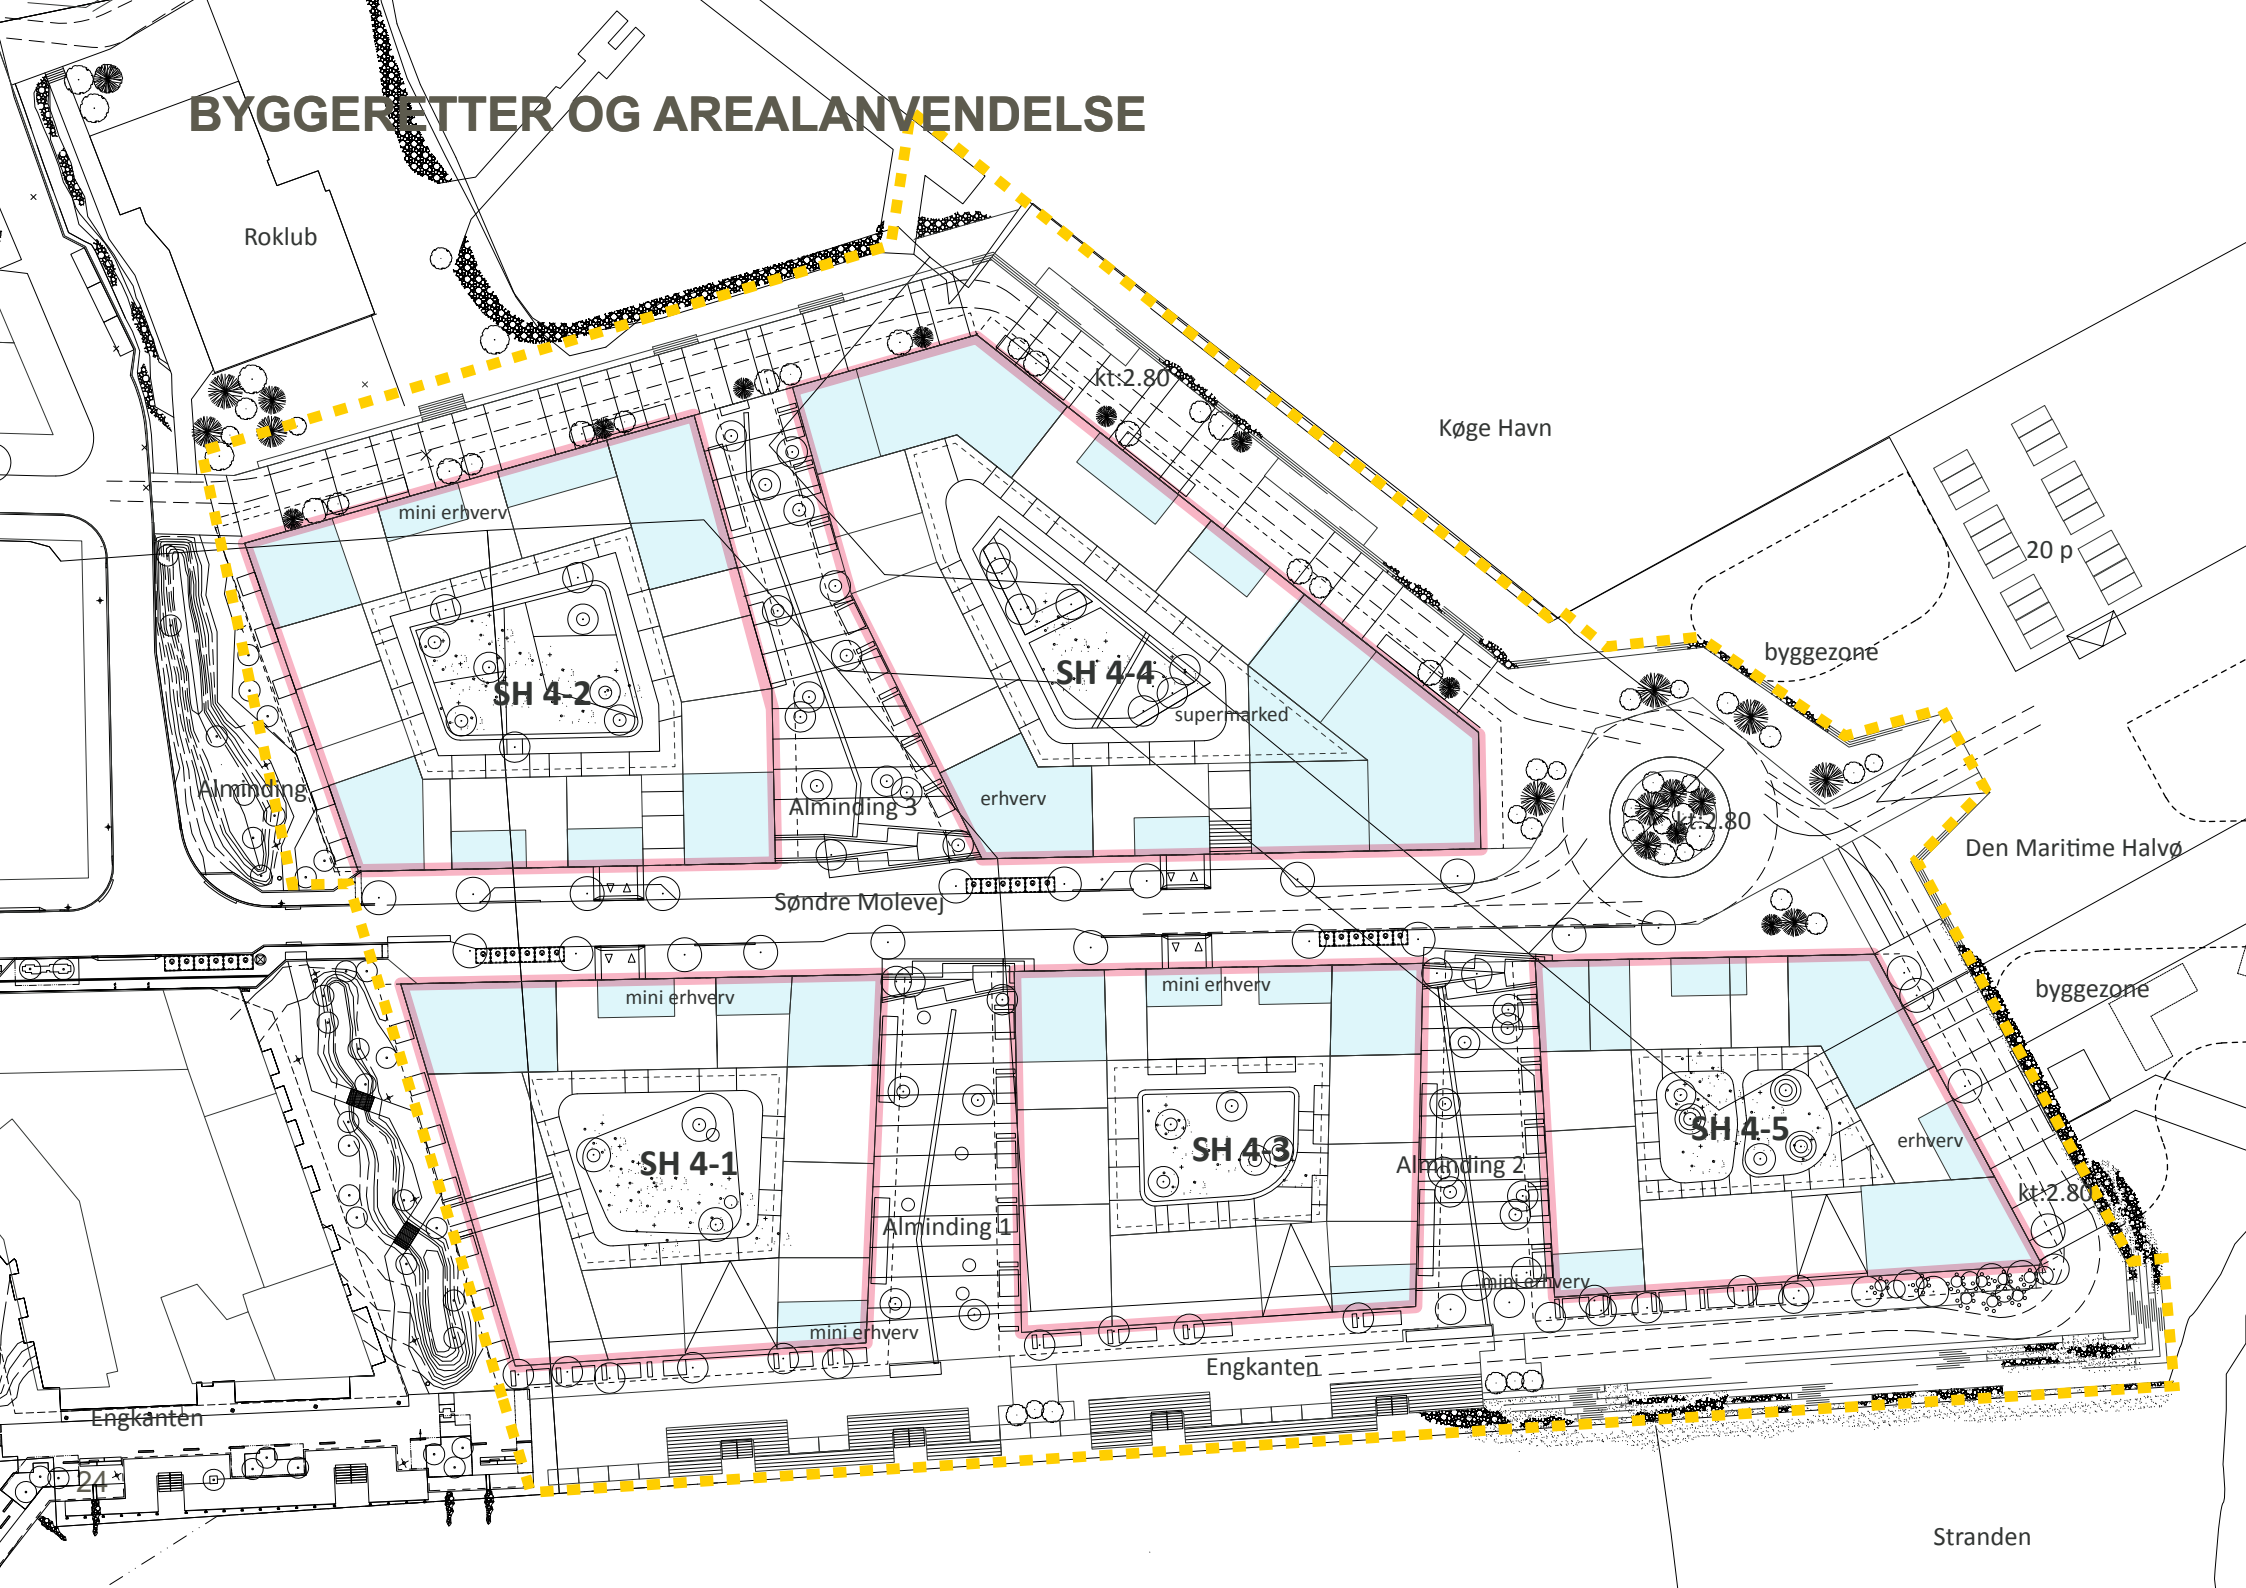 BYGGERETTER OG AREALANVENDELSE
Roklub
kt:2.80
Køge Havn
mini erhverv
20 p
byggezone
SH 4-4
SH 4-2
supermarked
Alminding
Alminding 3
erhverv
kt:2.80
Den Maritime Halvø
Søndre Molevej
mini erhverv
mini erhverv
byggezone
SH 4-1
SH 4-3
SH 4-5
Alminding 2
erhverv
kt:2.80
Alminding 1
mini erhverv
mini erhverv
Engkanten
Engkanten
24
Stranden